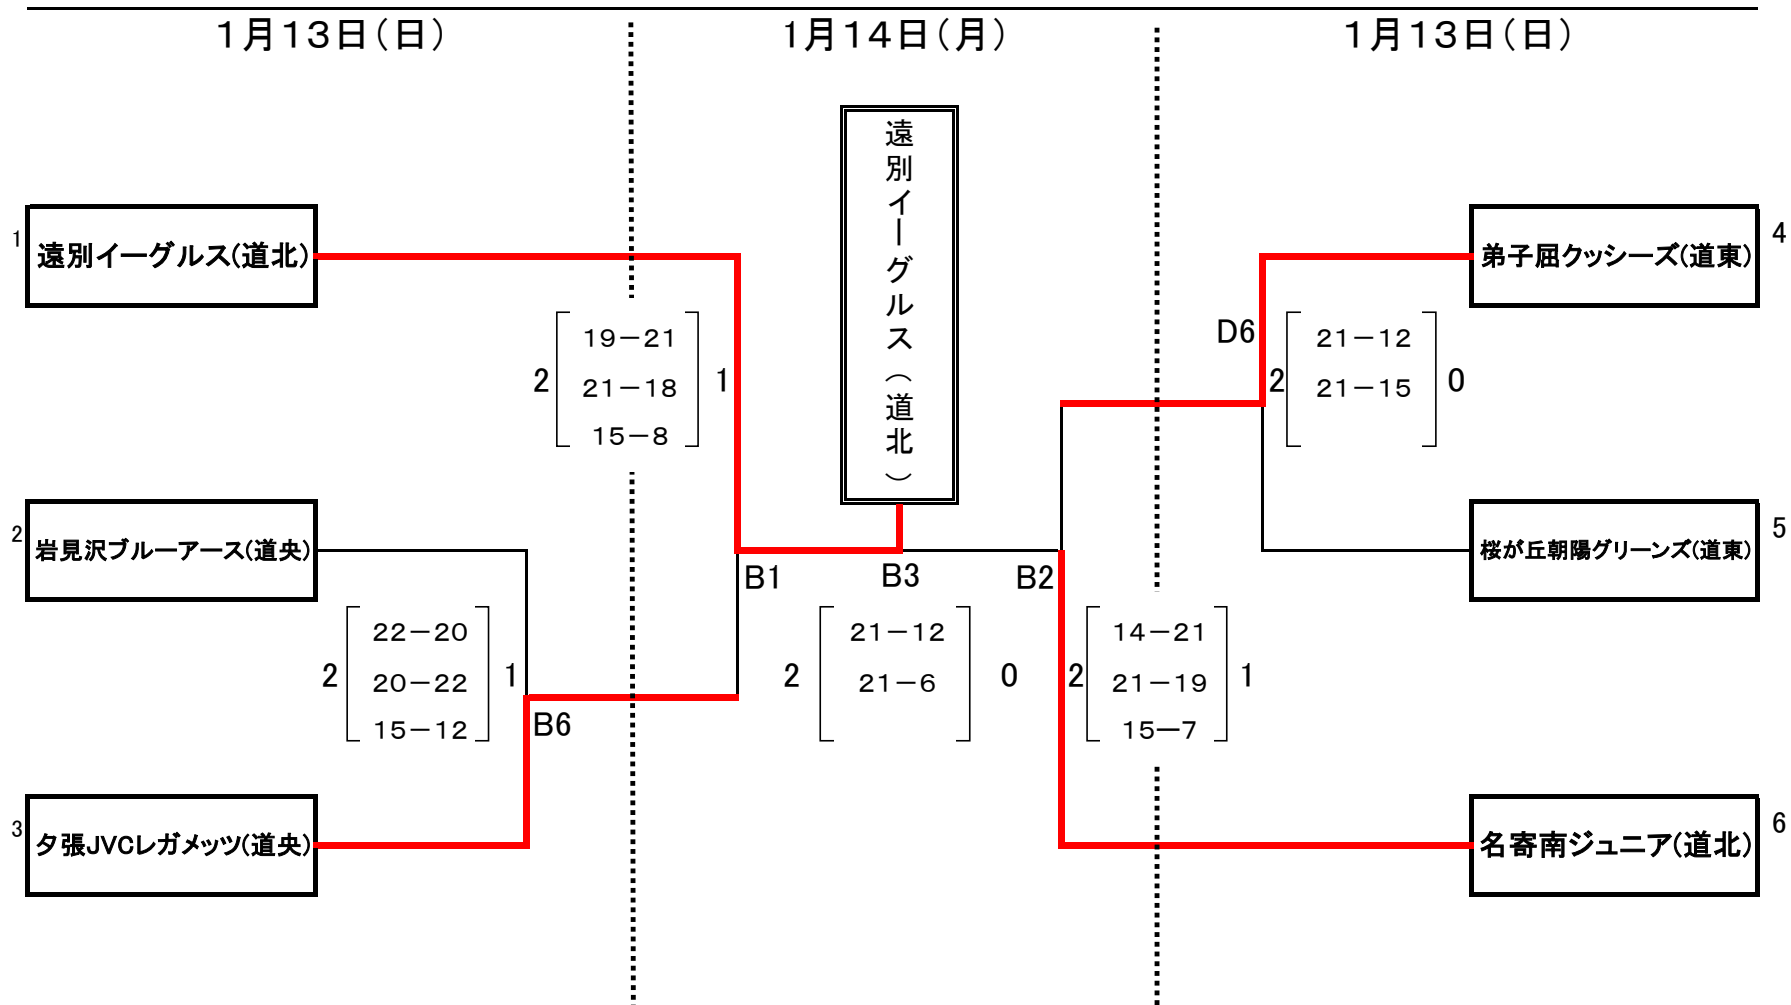 1月13日(日)
1月14日(月)
1月13日(日)
遠別イーグルス(道北)
1
遠別イーグルス(道北)
4
弟子屈クッシーズ(道東)
19－21
2
21－18
1
15－8
D6
21－12
2
21－15
0
2
岩見沢ブルーアース(道央)
5
桜が丘朝陽グリーンズ(道東)
B1
B3
B2
22－20
2
20－22
1
15－12
B6
21－12
2
21－6
0
14－21
2
21－19
1
15－7
3
夕張JVCレガメッツ(道央)
6
名寄南ジュニア(道北)